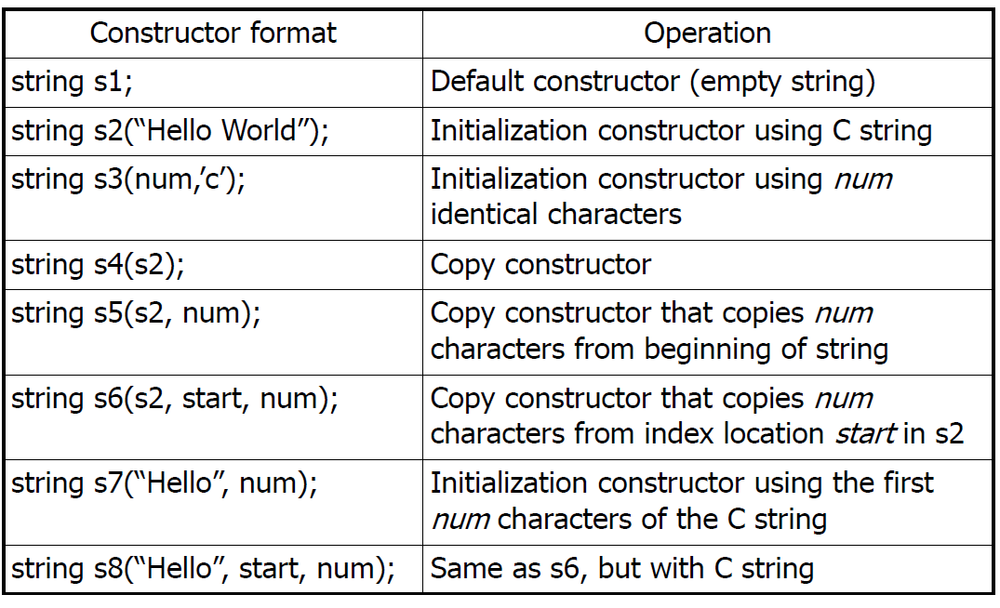 Constructor format
Operation
string s1;
Default constructor (empty string)
string s2(“Hello World”);
Initialization constructor using C string
string s3(num,’c’);
Initialization constructor using num
identical characters
string s4(s2);
Copy constructor
string s5(s2, num);
Copy constructor that copies num
characters from beginning of string
string s6(s2, start, num);
Copy constructor that copies num
characters from index location start in s2
string s7(“Hello”, num);
Initialization constructor using the first
num characters of the C string
string s8(“Hello”, start, num);
Same as s6, but with C string